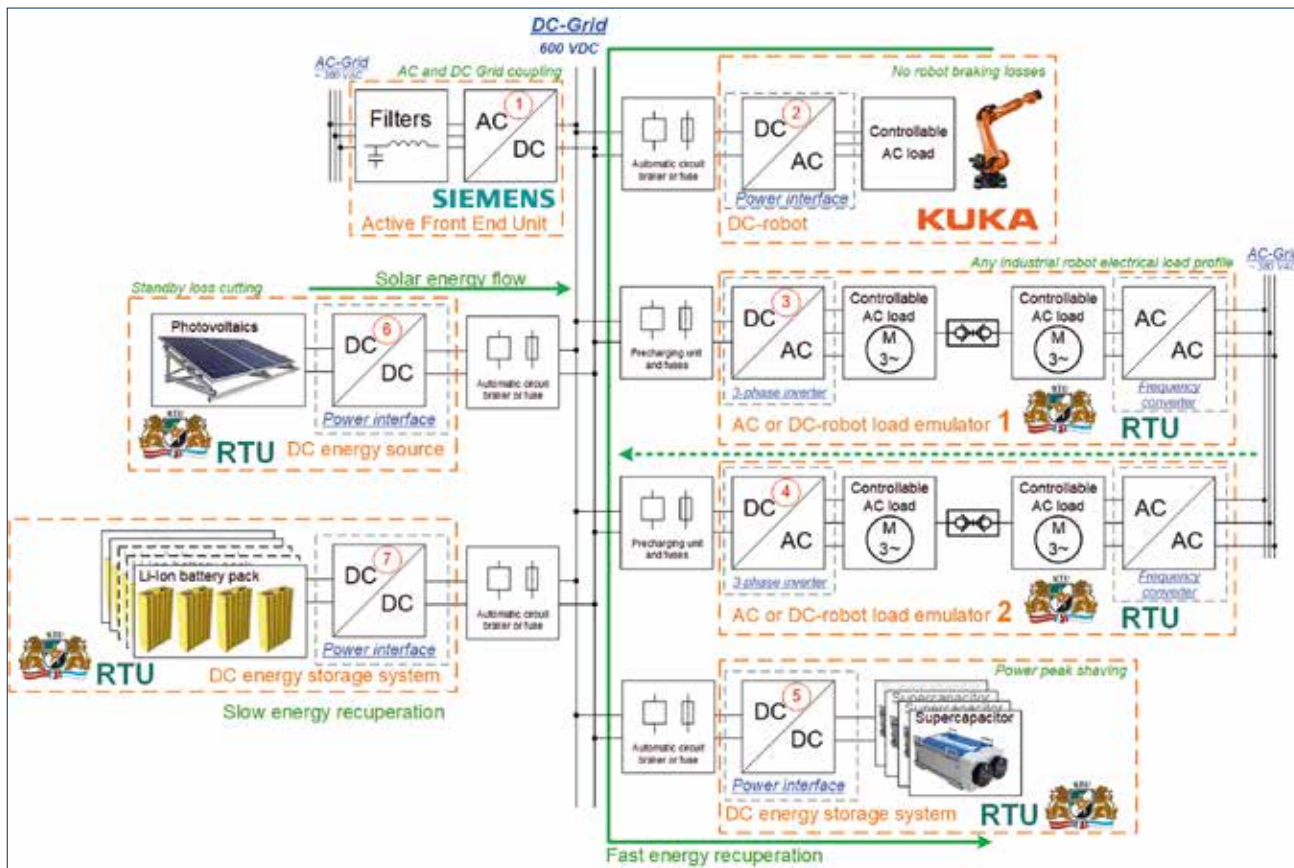 DC-Grid
600 VDC
AC-Grid
~ 380 VAC
AC and DC Grid coupling
Filters
AC
1
DC
SIEMENS
Active Front End Unit
No robot braking losses
Automatic circuit
braker or fuse
DC
2
AC
Power interface
Controllable
AC load
DC-robot
KUKA
Standby loss cutting
Solar energy flow
Photovoltaics
DC
6
DC
Power interface
Automatic circuit
braker or fuse
RTU
DC energy source
Any industrial robot electrical load profile
AC-Grid
~ 380 VAC
Precharging unit
and fuses
DC
3
AC
3-phase inverter
Controllable
AC load
M
3~
Controllable
AC load
M
3~
AC
AC
Frequency
converter
AC or DC-robot load emulator 1
RTU
Precharging unit
and fuses
DC
4
AC
3-phase inverter
Controllable
AC load
M
3~
Controllable
AC load
M
3~
AC
AC
Frequency
converter
AC or DC-robot load emulator 2
RTU
Li-Ion battery pack
DC
7
DC
Power interface
Automatic circuit
braker or fuse
RTU
DC energy storage system
Slow energy recuperation
Power peak shaving
Automatic circuit
braker or fuse
DC
5
DC
Power interface
Supercapacitor
Supercapacitor
Supercapacitor
DC energy storage system
RTU
Fast energy recuperation